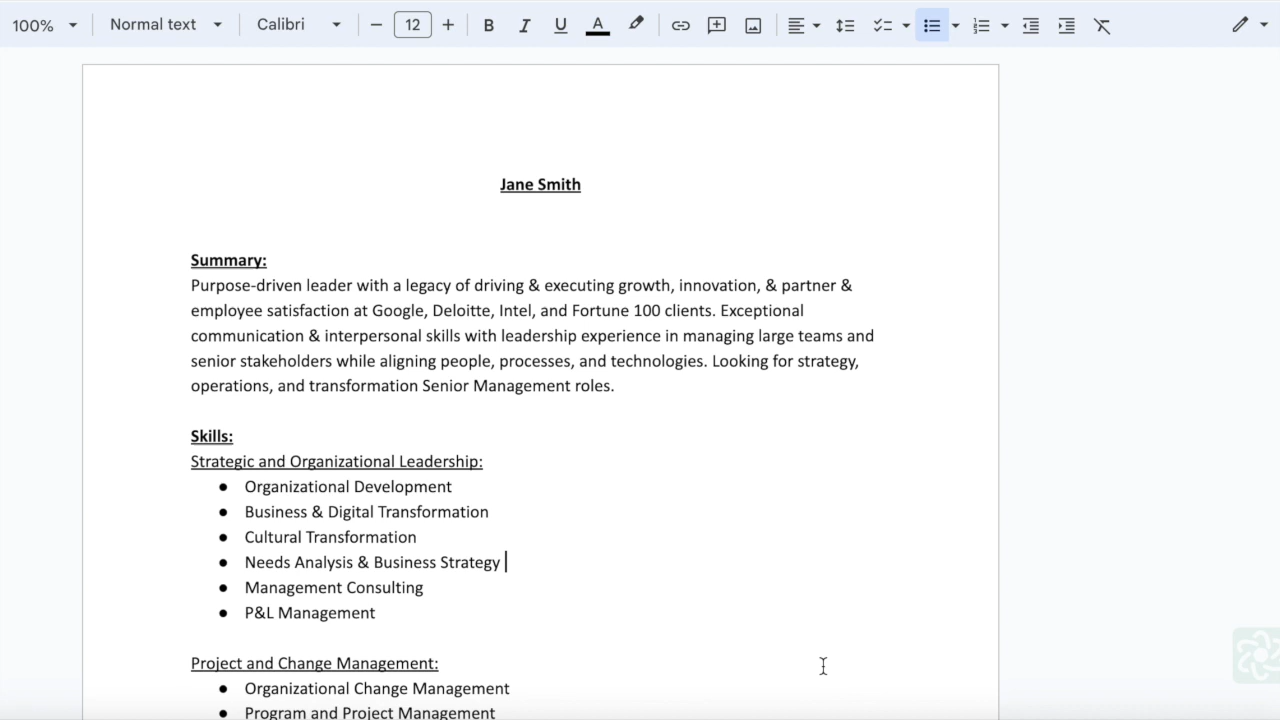 100% Normal text Calibri 12 B I U A
Jane Smith
Summary:
Purpose-driven leader with a legacy of driving & executing growth, innovation, & partner &
employee satisfaction at Google, Deloitte, Intel, and Fortune 100 clients. Exceptional
communication & interpersonal skills with leadership experience in managing large teams and
senior stakeholders while aligning people, processes, and technologies. Looking for strategy,
operations, and transformation Senior Management roles.
Skills:
Strategic and Organizational Leadership:
● Organizational Development
● Business & Digital Transformation
● Cultural Transformation
● Needs Analysis & Business Strategy
● Management Consulting
● P&L Management
Project and Change Management:
● Organizational Change Management
● Program and Project Management